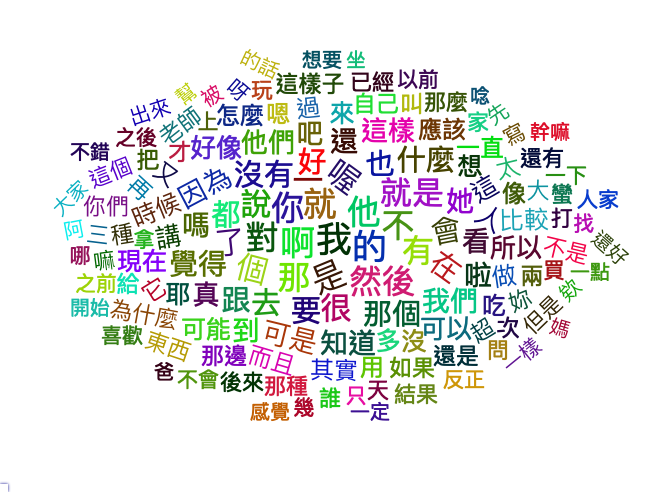 的話
想要
坐
幫
被
玩
這樣子
已經
以前
出來
上
怎麼
嗯
過
來
自己
叫
那麼
唸
老師
之後
才
好像
他們
吧
還
這樣
應該
家
先
寫
幹嘛
不錯
把
這個
再
又
因為
沒有
好
喔
也
什麼
一直
想
太
還有
一下
大家
你們
時候
都
說
你
就
他
就是
她
這
像
大
蠻
人家
阿
三
種
拿
講
嗎
了
對
啊
我
的
不
有
會
人
比較
打
找
哪
嘛
現在
覺得
個
那
是
然後
在
看
所以
不是
還好
之前
給
它
耶
真
跟
去
要
很
那個
我們
啦
做
兩
買
一點
欸
開始
為什麼
喜歡
東西
可能
到
可是
知道
多
沒
可以
超
吃
次
妳
但是
媽
那邊
而且
還是
問
一樣
爸
不會
後來
那種
其實
用
如果
反正
感覺
幾
誰
只
天
結果
一定
一